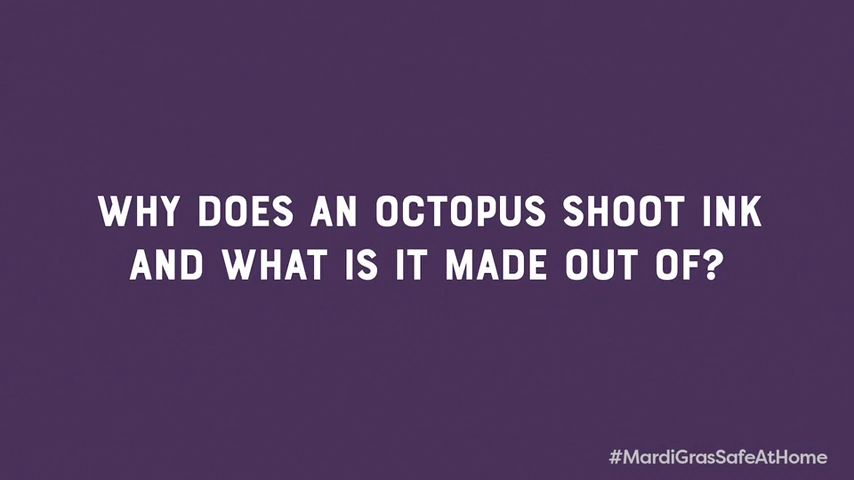 WHY DOES AN OCTOPUS SHOOT INK
AND WHAT IS IT MADE OUT OF?
#MardiGrasSafeAtHome